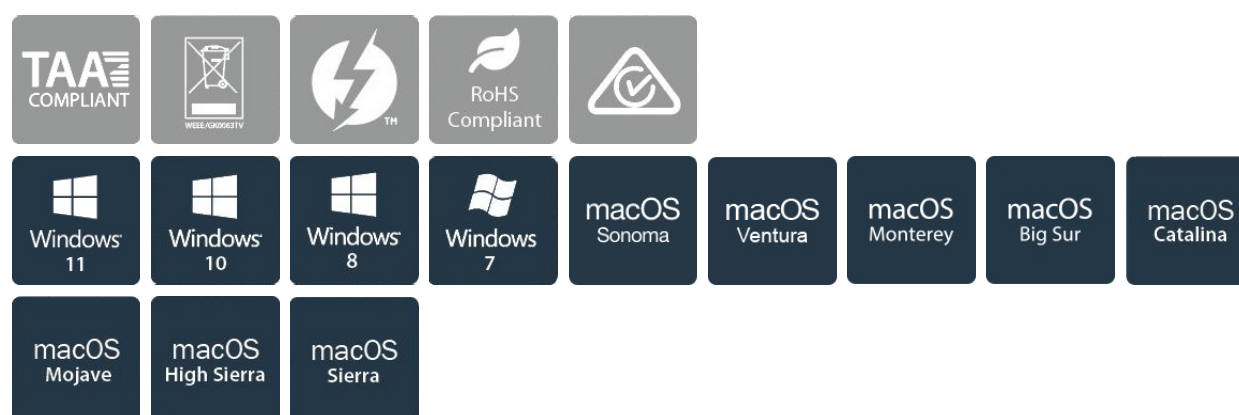 TAA
COMPLIANT
WEEE/GK0063TV
TM
RoHS
Compliant
Windows
11
Windows
10
Windows
8
Windows
7
macOS
Sonoma
macOS
Ventura
macOS
Monterey
macOS
Big Sur
macOS
Catalina
macOS
Mojave
macOS
High Sierra
macOS
Sierra